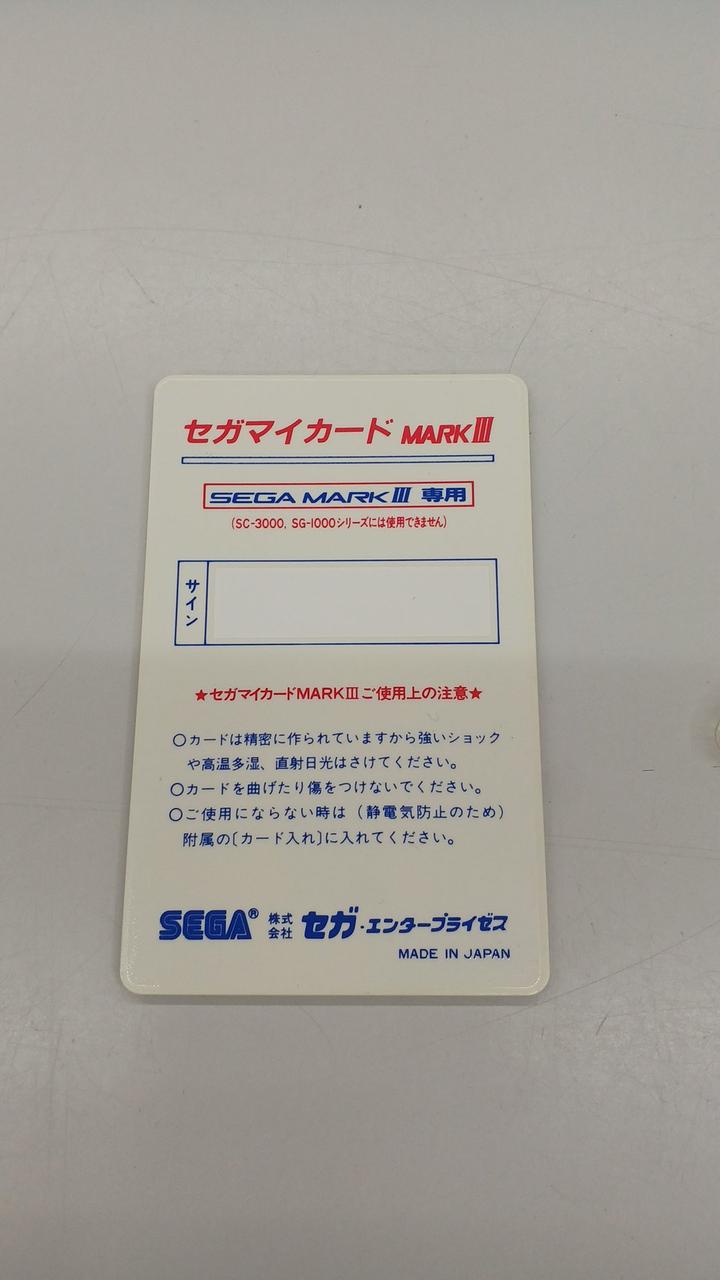 セガマイカード MARKⅢ
SEGA MARKⅢ 専用
(SC-3000, SG-1000シリーズには使用できません)
サイン
★セガマイカードMARKⅢご使用上の注意★
○カードは精密に作られていますから強いショック
や高温多湿、直射日光はさけてください。
○カードを曲げたり傷をつけないでください。
○ご使用にならない時は（静電気防止のため）
附属の〔カード入れ〕に入れてください。
SEGA® 株式会社 セガ・エンタープライゼス
MADE IN JAPAN